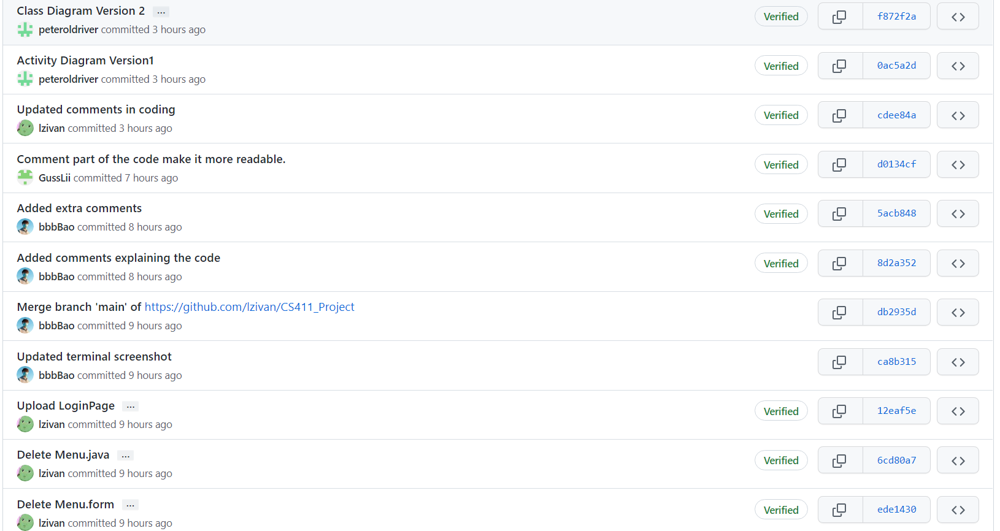 Class Diagram Version 2 ...
Verified
f872f2a
peteroldriver committed 3 hours ago
Activity Diagram Version1
Verified
0ac5a2d
peteroldriver committed 3 hours ago
Updated comments in coding
Verified
cdee84a
lzivan committed 3 hours ago
Comment part of the code make it more readable.
Verified
d0134cf
GussLii committed 7 hours ago
Added extra comments
Verified
5acb848
bbbBao committed 8 hours ago
Added comments explaining the code
Verified
8d2a352
bbbBao committed 8 hours ago
Merge branch 'main' of https://github.com/lzivan/CS411_Project
db2935d
bbbBao committed 9 hours ago
Updated terminal screenshot
ca8b315
bbbBao committed 9 hours ago
Upload LoginPage ...
Verified
12eaf5e
lzivan committed 9 hours ago
Delete Menu.java ...
Verified
6cd80a7
lzivan committed 9 hours ago
Delete Menu.form ...
Verified
ede1430
lzivan committed 9 hours ago